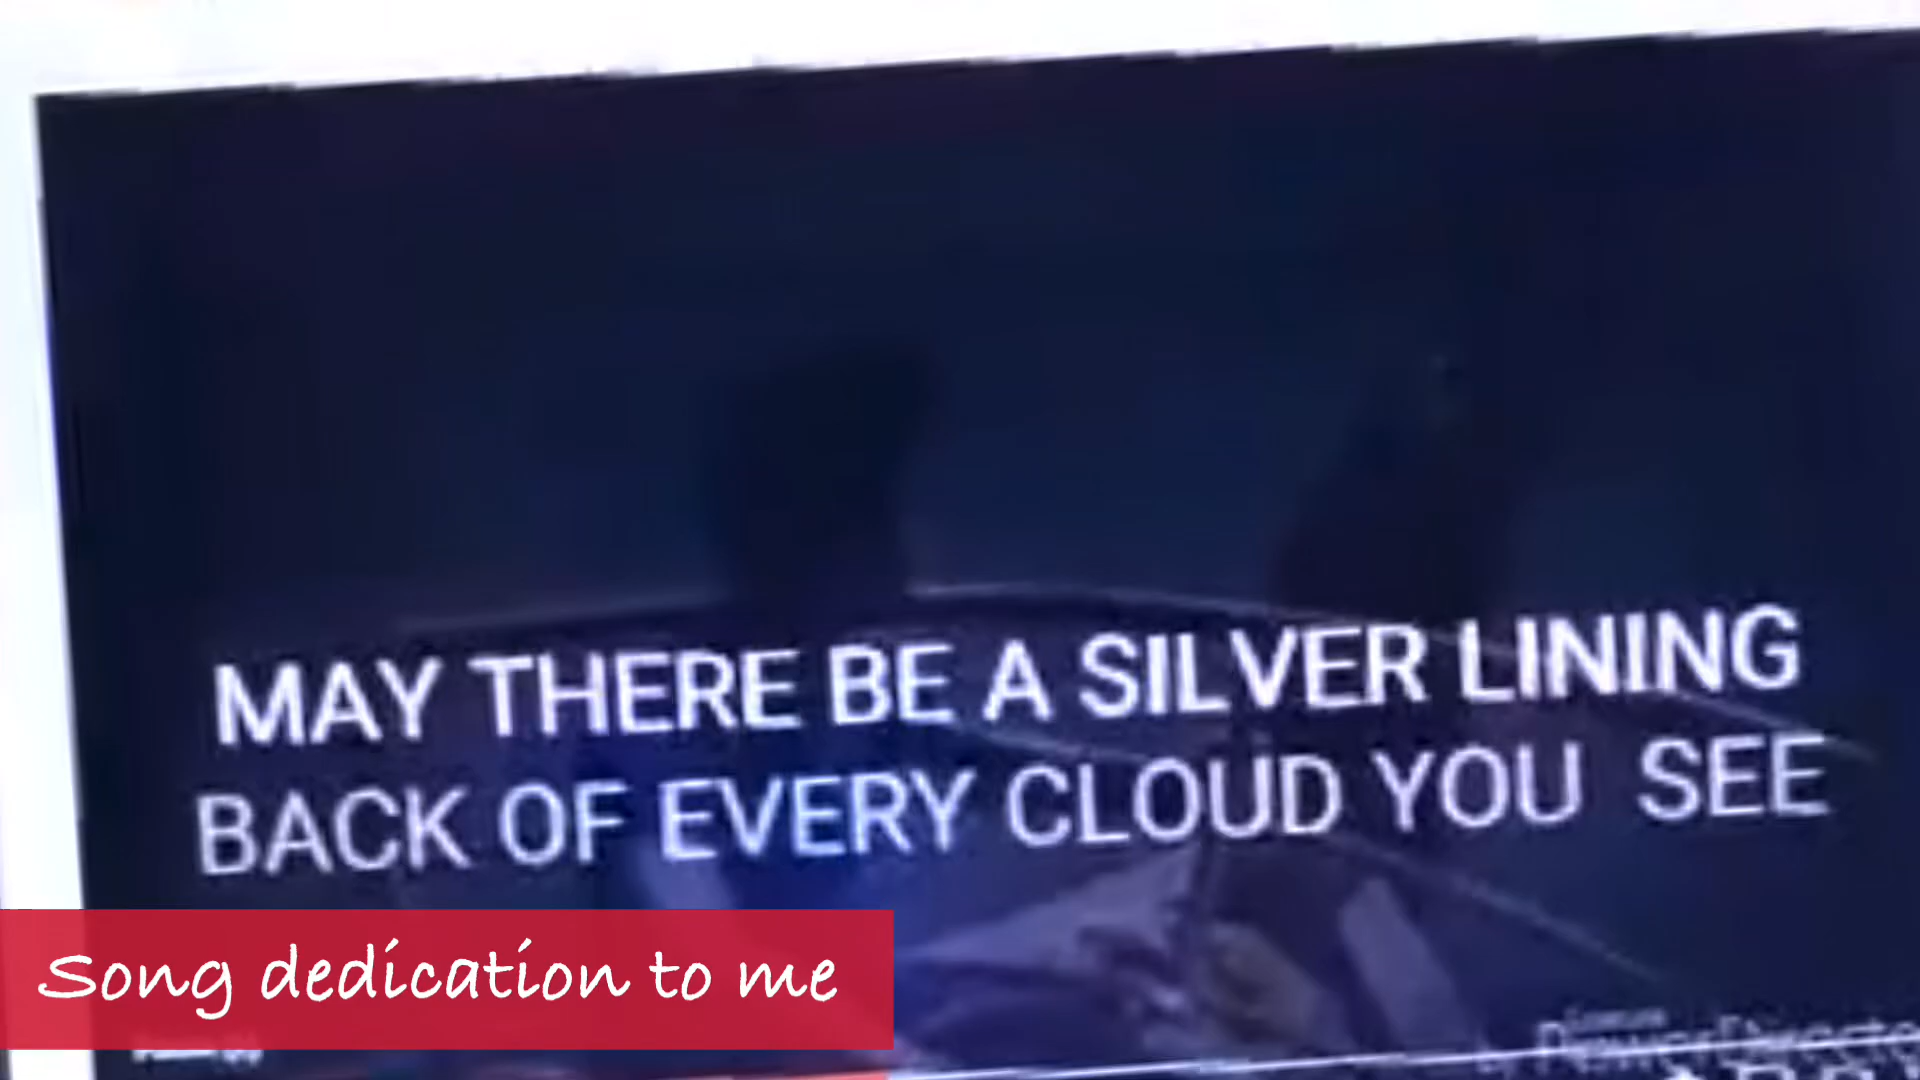 MAY THERE BE A SILVER LINING
BACK OF EVERY CLOUD YOU SEE
Song dedication to me